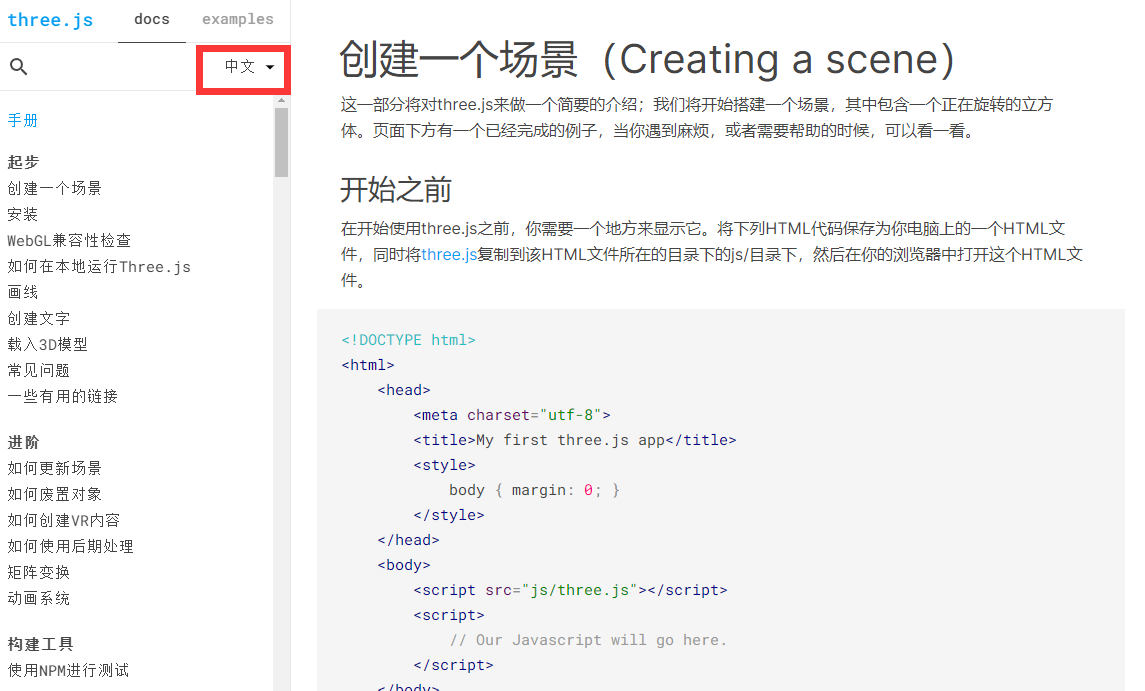 three.js docs examples
中文
手册
起步
创建一个场景
安装
WebGL兼容性检查
如何在本地运行Three.js
画线
创建文字
载入3D模型
常见问题
一些有用的链接
进阶
如何更新场景
如何废置对象
如何创建VR内容
如何使用后期处理
矩阵变换
动画系统
构建工具
使用NPM进行测试
创建一个场景（Creating a scene）
这一部分将对three.js来做一个简要的介绍；我们将开始搭建一个场景，其中包含一个正在旋转的立方
体。页面下方有一个已经完成的例子，当你遇到麻烦，或者需要帮助的时候，可以看一看。
开始之前
在开始使用three.js之前，你需要一个地方来显示它。将下列HTML代码保存为你电脑上的一个HTML文
件，同时将three.js复制到该HTML文件所在的目录下的js/目录下，然后在你的浏览器中打开这个HTML文
件。
<!DOCTYPE html>
<html>
<head>
<meta charset="utf-8">
<title>My first three.js app</title>
<style>
body { margin: 0; }
</style>
</head>
<body>
<script src="js/three.js"></script>
<script>
// Our Javascript will go here.
</script>
</body>